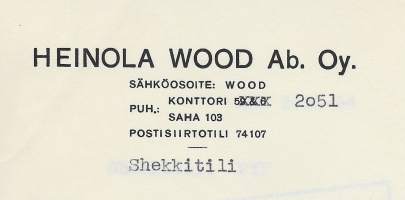 HEINOLA WOOD Ab. Oy.
SÄHKÖOSOITE: WOOD
PUH.: KONTTORI 2o51
SAHA 103
POSTISIIRTOTILI 74107
Shekkitili